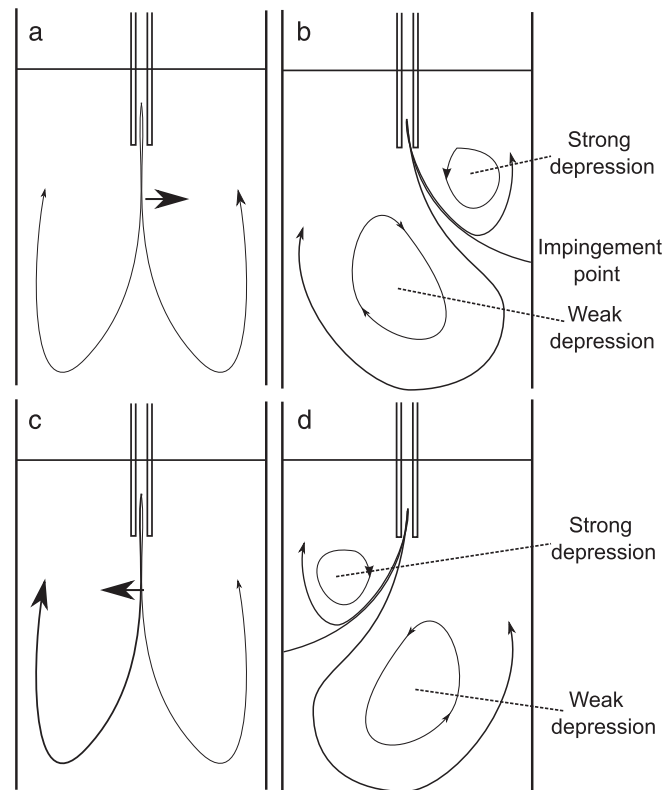 a
b
Strong
depression
Impingement
point
Weak
depression
c
d
Strong
depression
Weak
depression